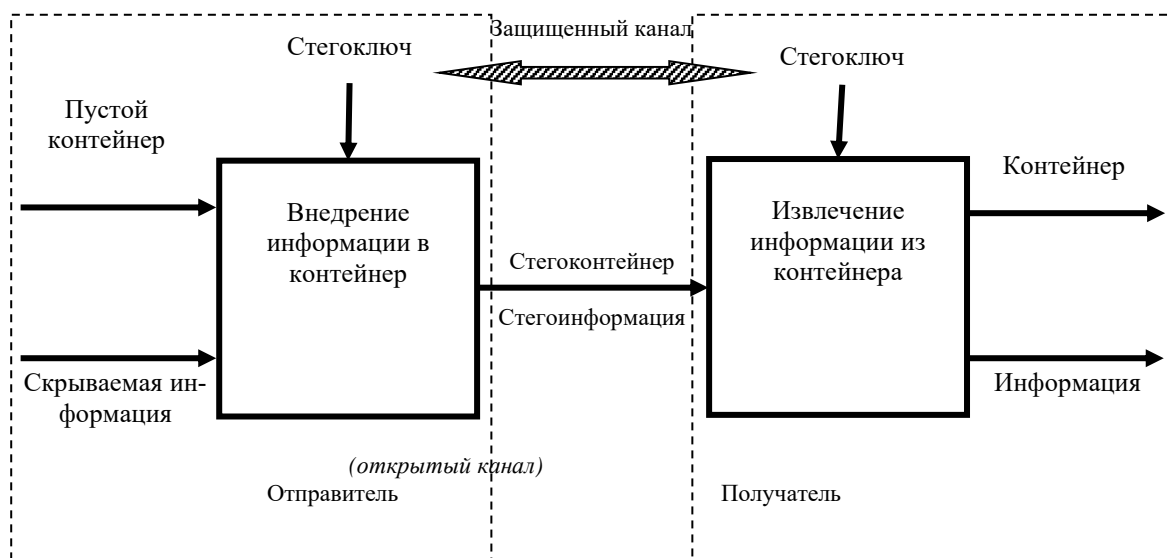 Защищенный канал
Стегоключ
Стегоключ
Пустой
контейнер
Внедрение
информации в
контейнер
Стегоконтейнер
Стегоинформация
Извлечение
информации из
контейнера
Контейнер
Скрываемая ин-
формация
Информация
(открытый канал)
Отправитель
Получатель